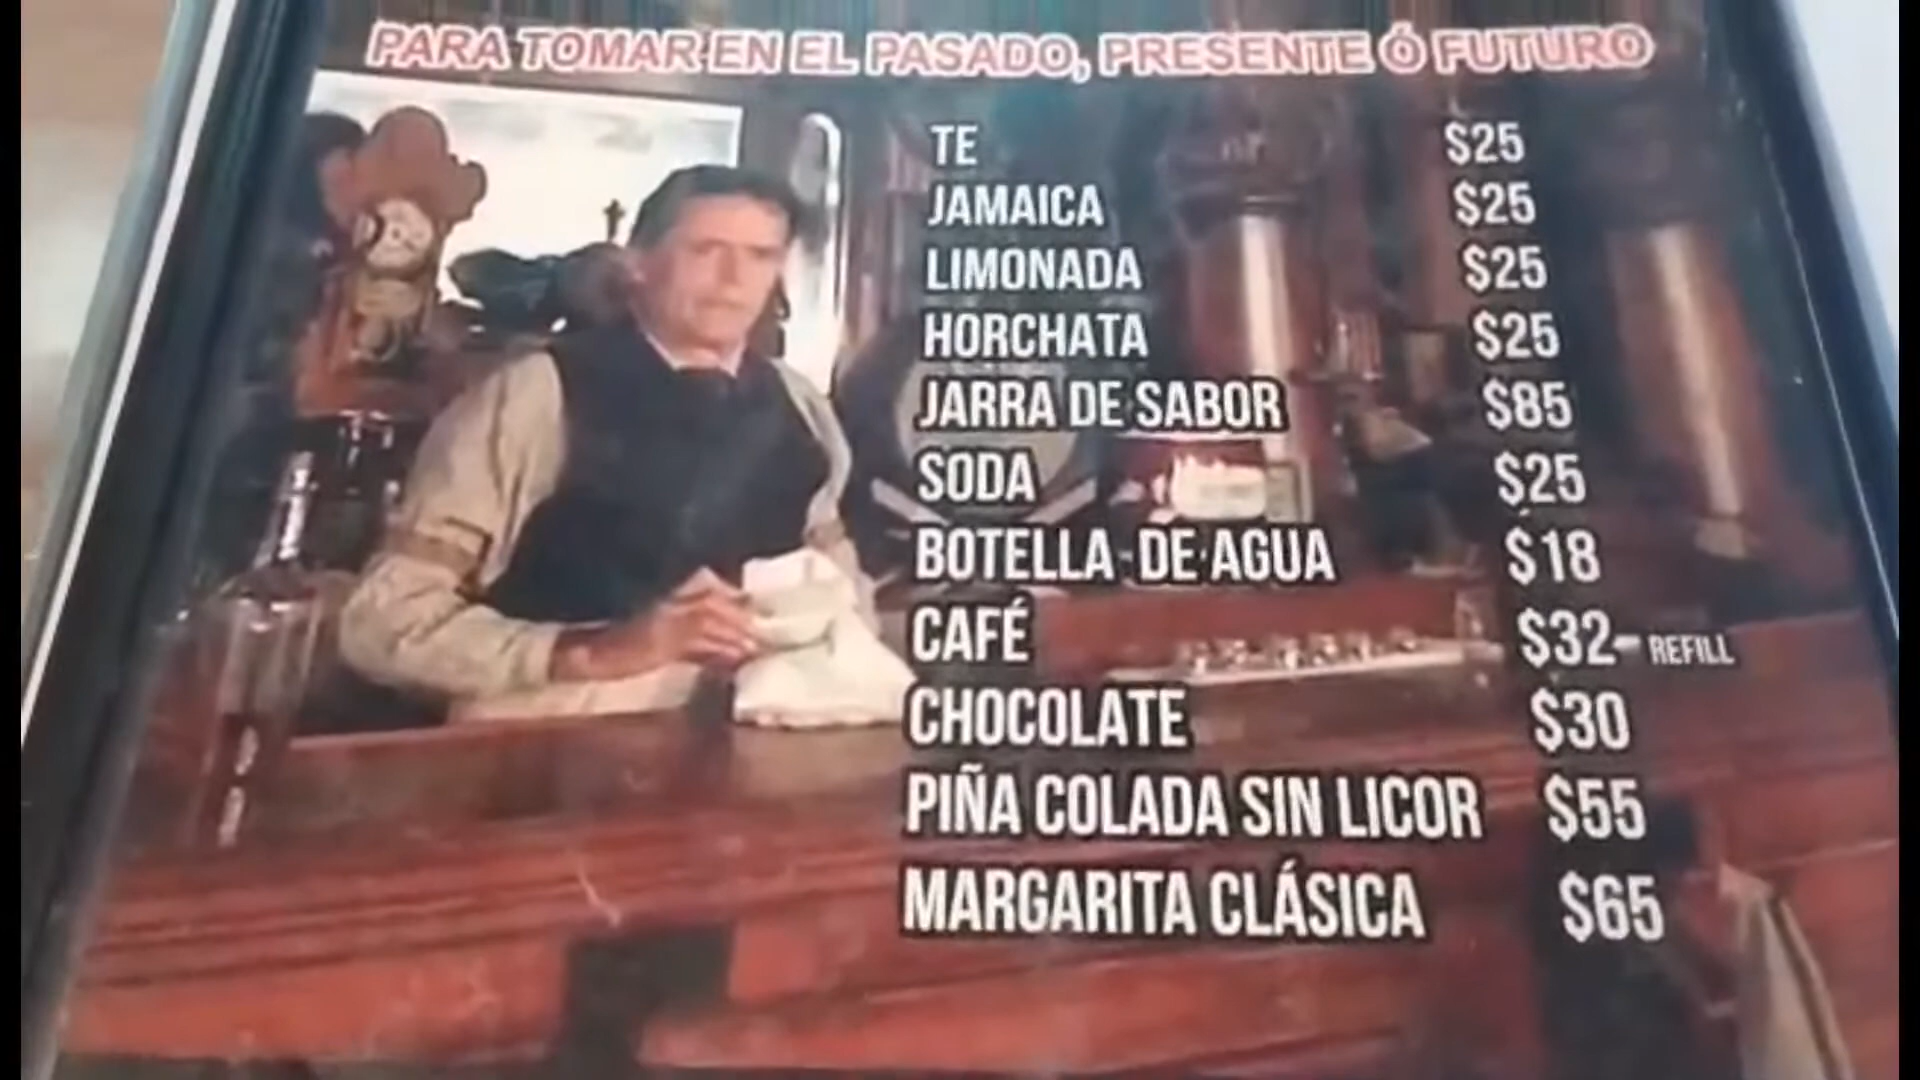 PARA TOMAR EN EL PASADO, PRESENTE Ó FUTURO
TE $25
JAMAICA $25
LIMONADA $25
HORCHATA $25
JARRA DE SABOR $85
SODA $25
BOTELLA DE AGUA $18
CAFÉ $32- REFILL
CHOCOLATE $30
PIÑA COLADA SIN LICOR $55
MARGARITA CLÁSICA $65